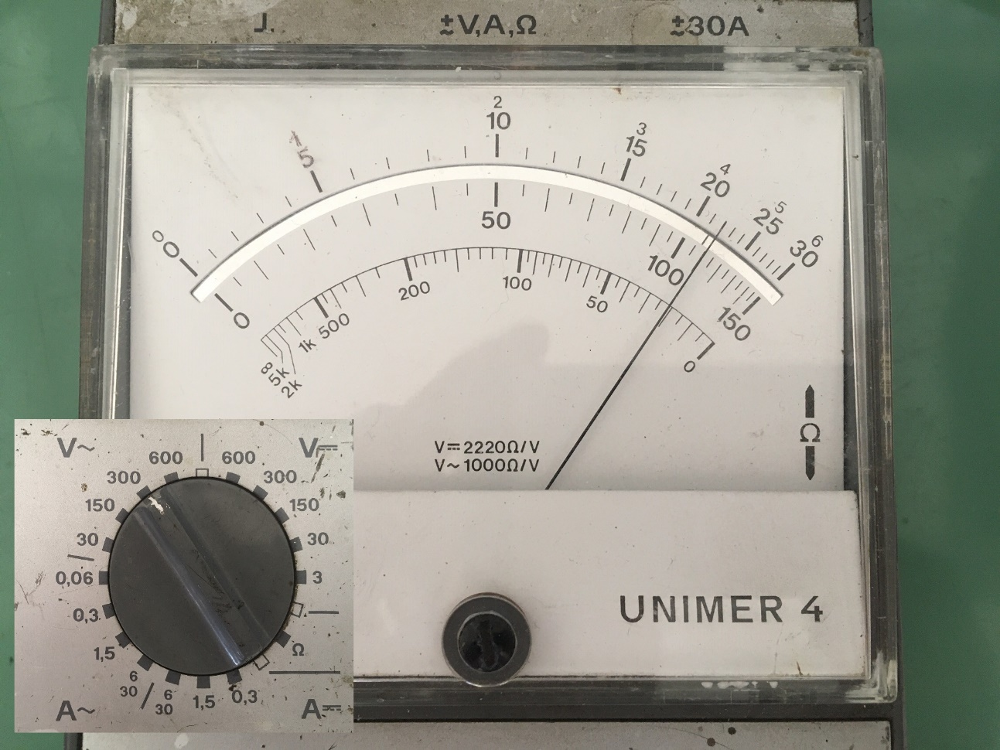 J.
±V,A,Ω
±30A
0 1 2 3 4 5 6
0 5 10 15 20 25 30
0 50 100 150
∞ 5k 2k 1k 500 200 100 50 0
V⎓2220Ω/V
V~1000Ω/V
Ω
UNIMER 4
V~
V⎓
600
600
300
300
150
150
30
30
0,06
3
0,3
Ω
1,5
6
30
6
30
1,5
0,3
A~
A⎓